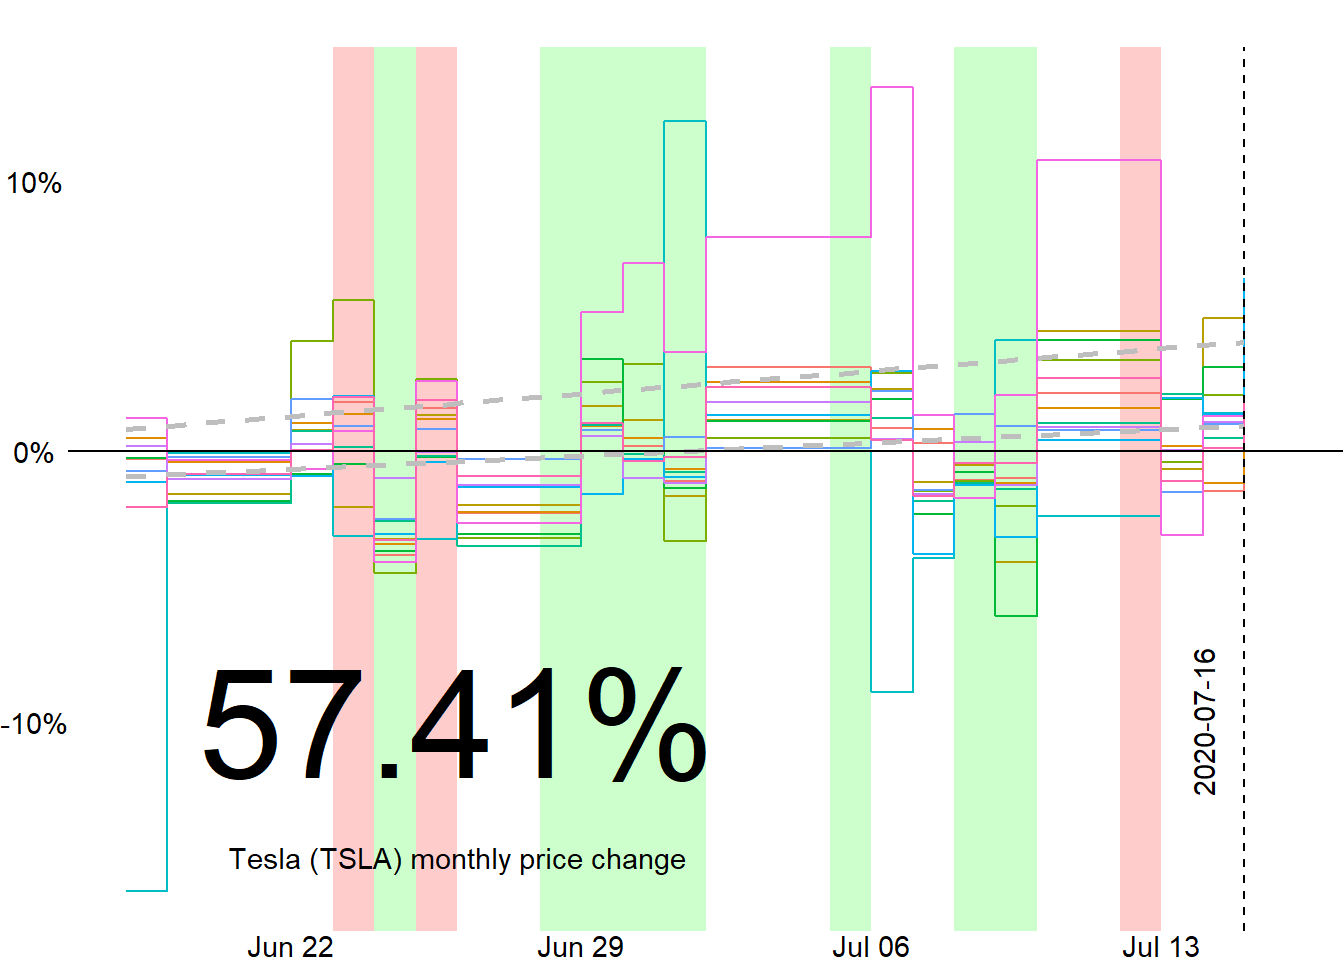 10%
0%
-10%
57.41%
Tesla (TSLA) monthly price change
2020-07-16
Jun 22
Jun 29
Jul 06
Jul 13